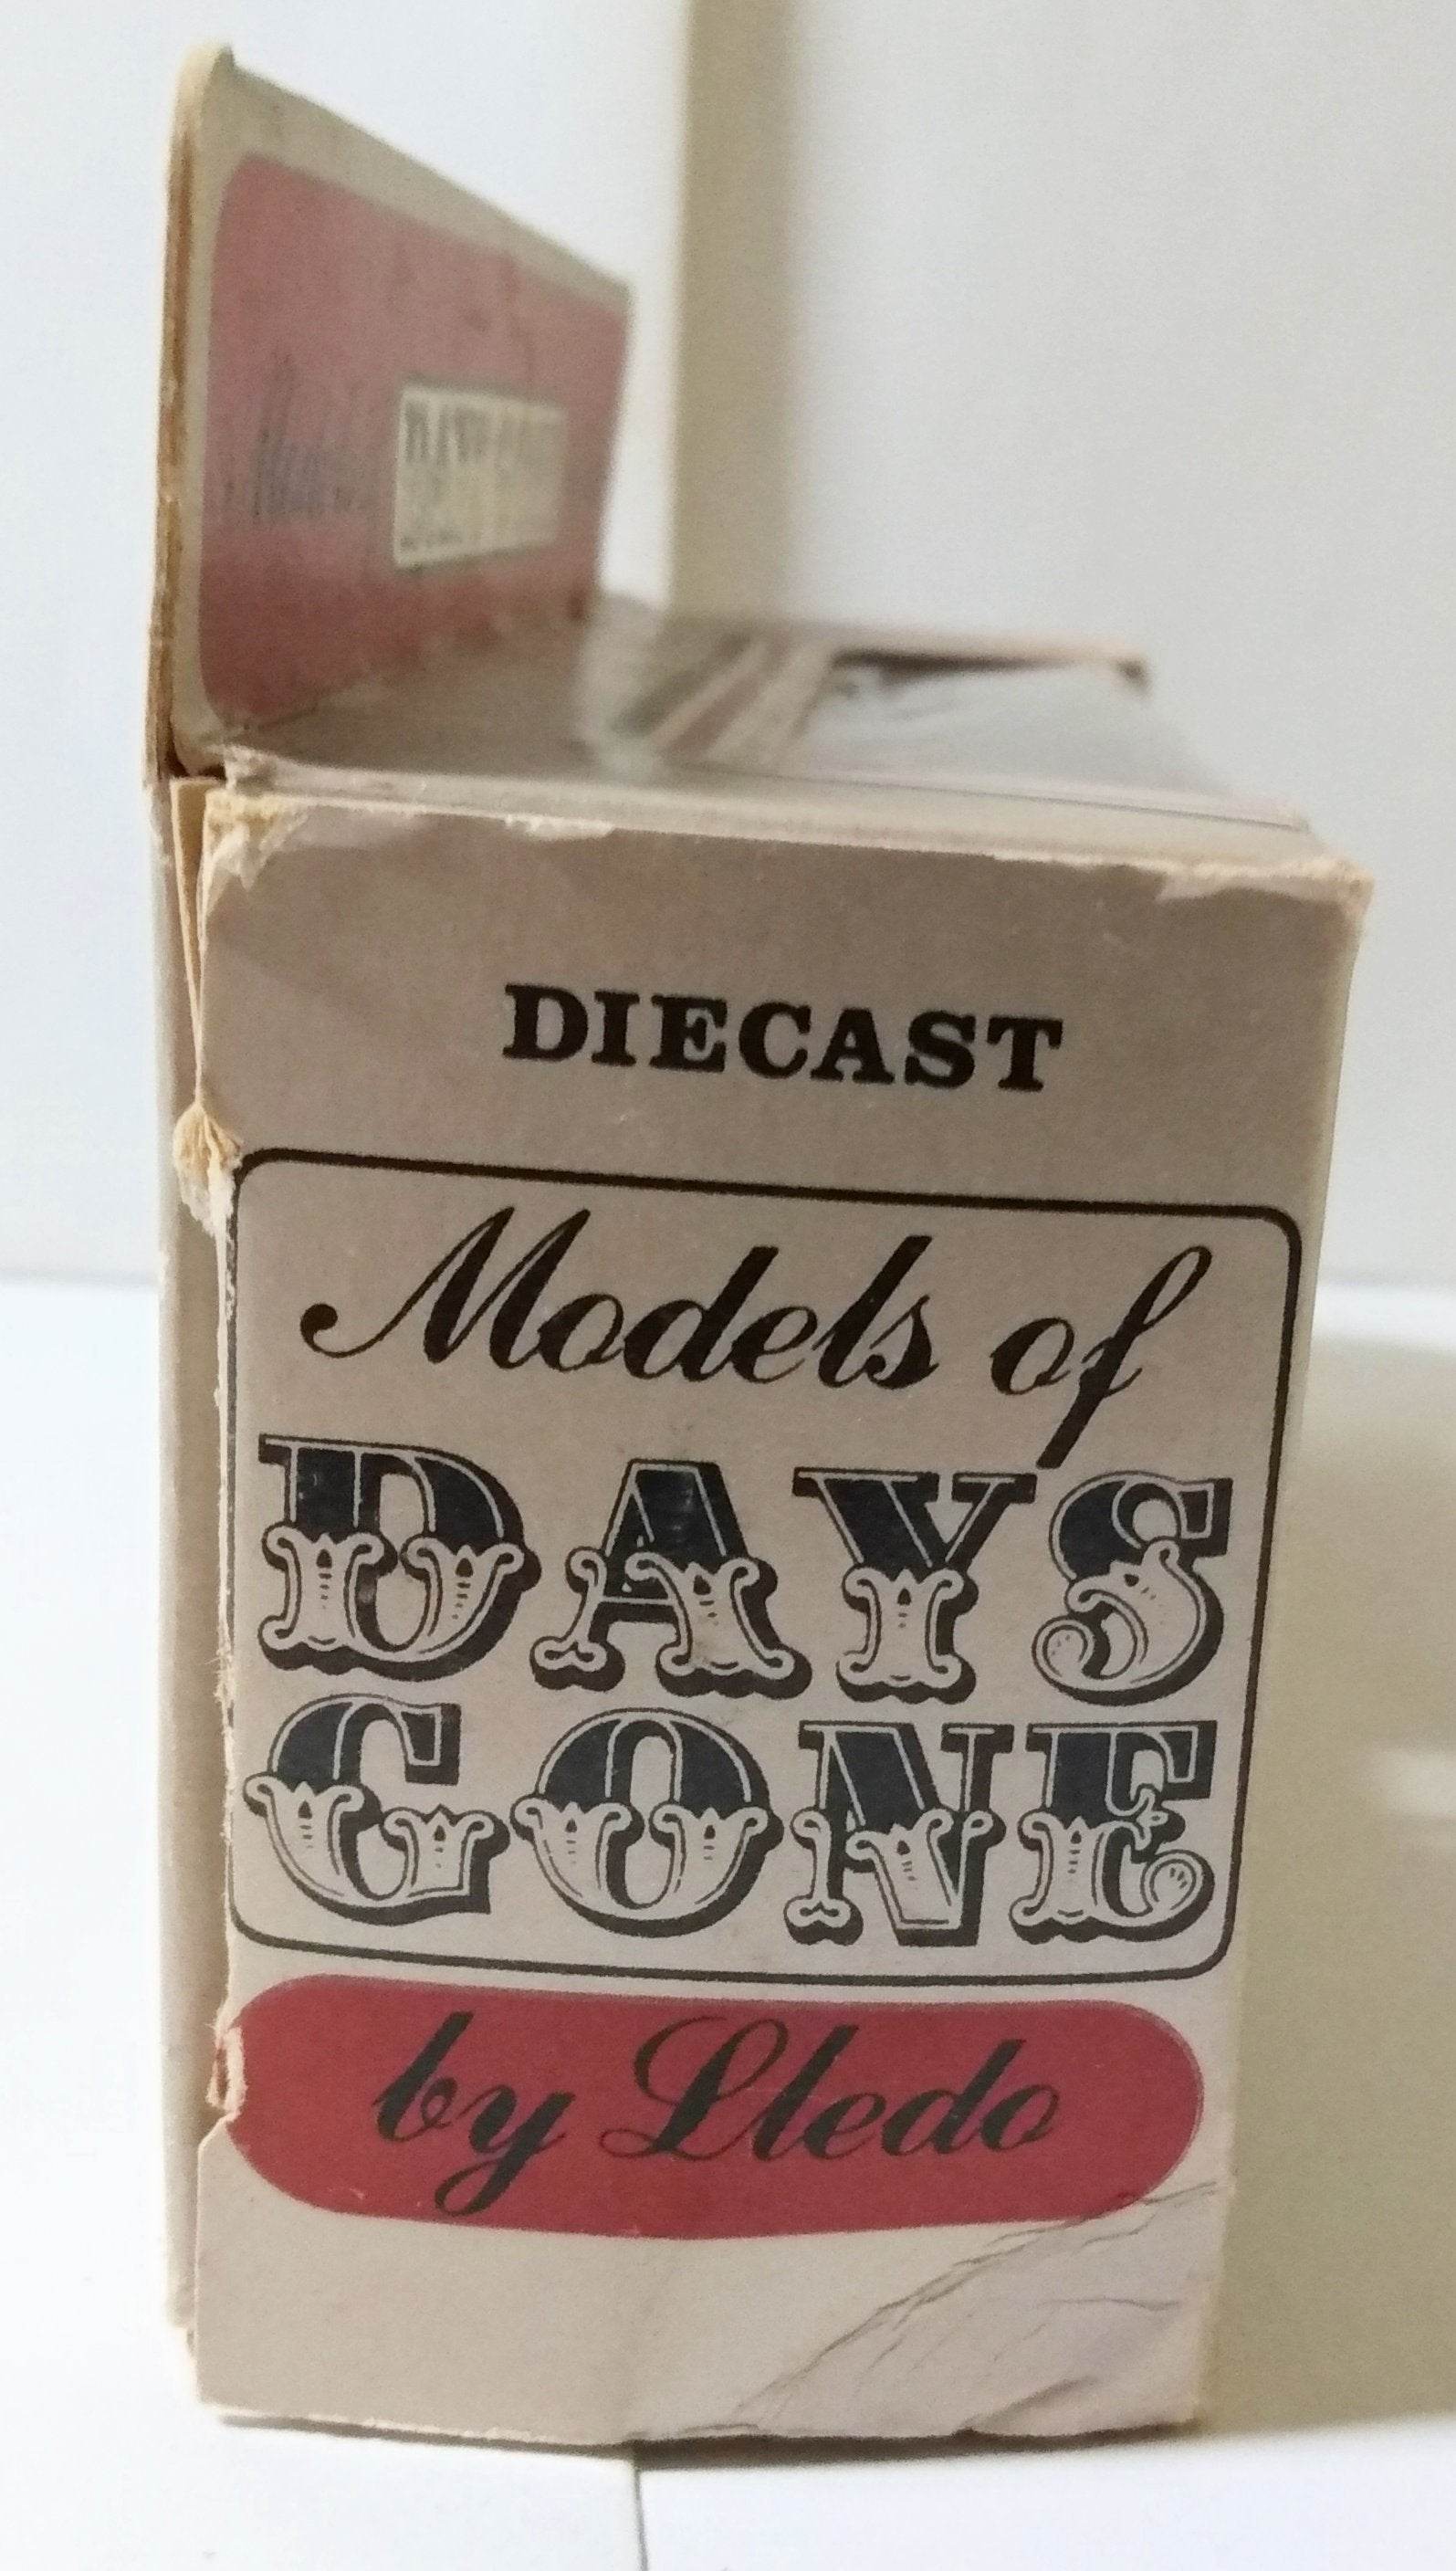 DIECAST
Models of
DAYS
GONE
by Lledo